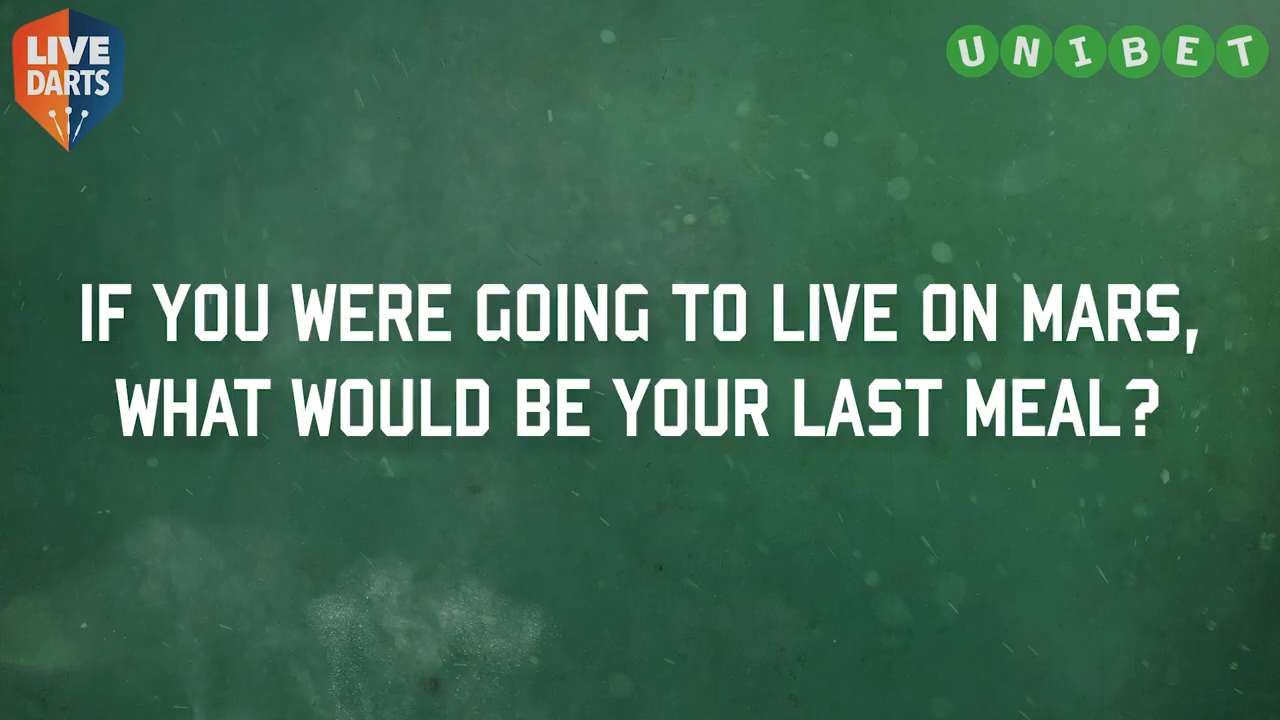 LIVE
DARTS
UNIBET
IF YOU WERE GOING TO LIVE ON MARS,
WHAT WOULD BE YOUR LAST MEAL?